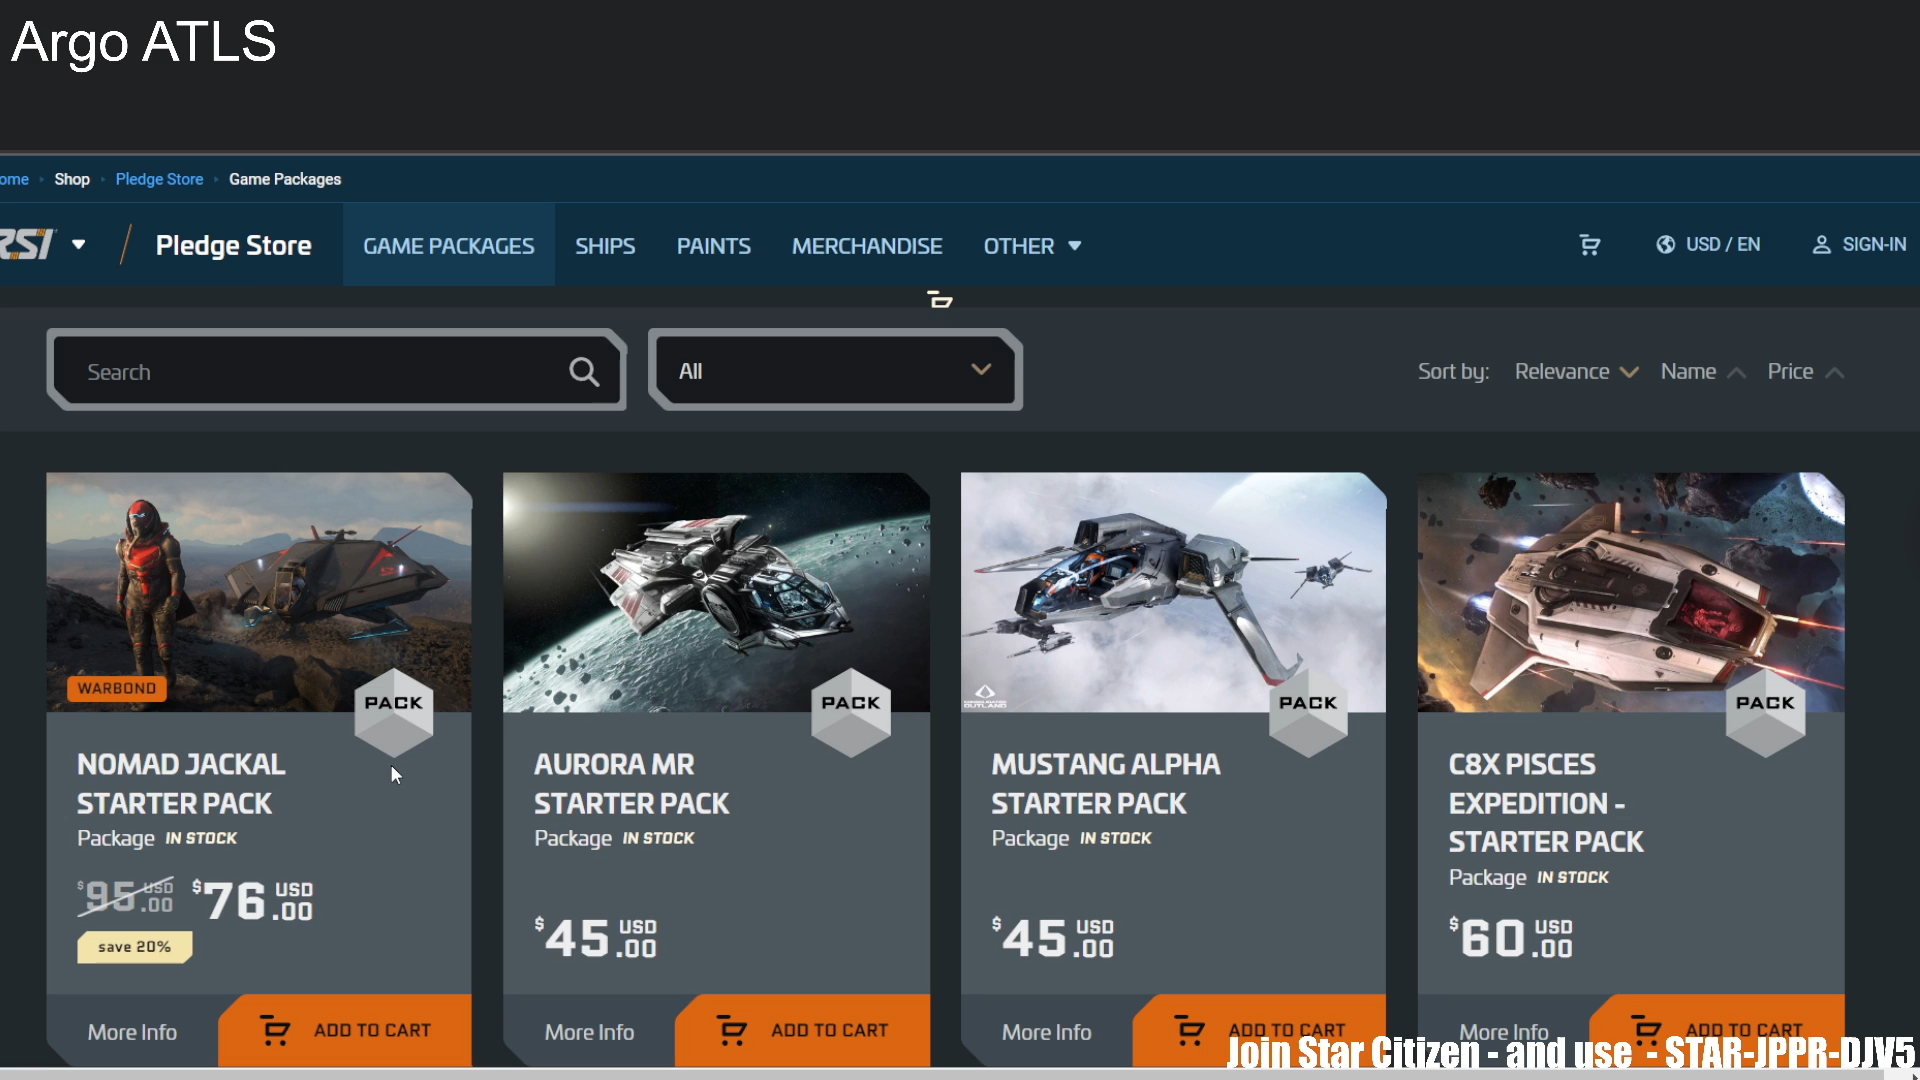 Argo ATLS
ome Shop Pledge Store Game Packages
RSI Pledge Store GAME PACKAGES SHIPS PAINTS MERCHANDISE OTHER USD / EN SIGN-IN
Search All Sort by: Relevance Name Price
WARBOND
PACK
NOMAD JACKAL
STARTER PACK
Package IN STOCK
$95 USD .00 $76 USD .00
save 20%
More Info ADD TO CART
PACK
AURORA MR
STARTER PACK
Package IN STOCK
$45 USD .00
More Info ADD TO CART
PACK
MUSTANG ALPHA
STARTER PACK
Package IN STOCK
$45 USD .00
More Info ADD TO CART
PACK
C8X PISCES
EXPEDITION -
STARTER PACK
Package IN STOCK
$60 USD .00
More Info ADD TO CART
Join Star Citizen - and use - STAR-JPPR-DJV5